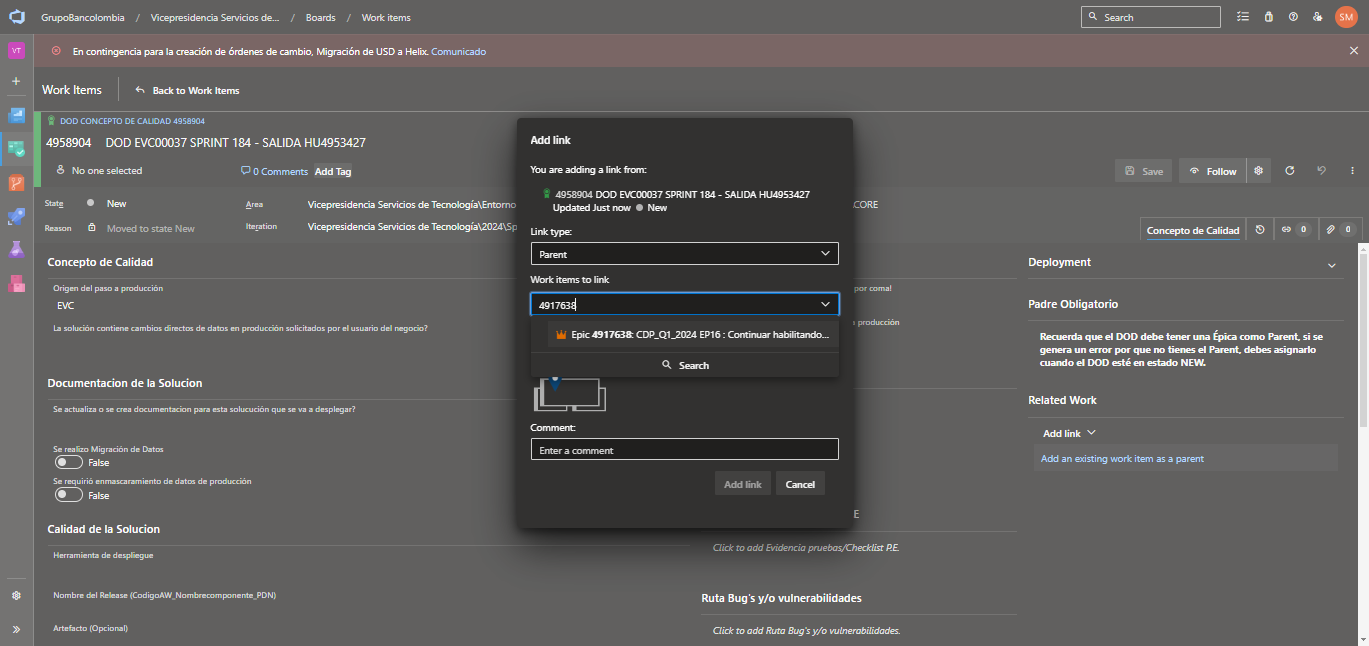 GrupoBancolombia / Vicepresidencia Servicios de... / Boards / Work items
Search
SM
VT
En contingencia para la creación de órdenes de cambio, Migración de USD a Helix. Comunicado
Work Items
Back to Work Items
DOD CONCEPTO DE CALIDAD 4958904
4958904 DOD EVC00037 SPRINT 184 - SALIDA HU4953427
No one selected
0 Comments
Add Tag
Save
Follow
State
New
Area
Vicepresidencia Servicios de Tecnología\Entorno
CORE
Reason
Moved to state New
Iteration
Vicepresidencia Servicios de Tecnología\2024\Sp
Concepto de Calidad
0
0
Concepto de Calidad
Origen del paso a producción
EVC
La solución contiene cambios directos de datos en producción solicitados por el usuario del negocio?
Documentacion de la Solucion
Se actualiza o se crea documentacion para esta solucución que se va a desplegar?
Se realizo Migración de Datos
False
Se requirió enmascaramiento de datos de producción
False
Calidad de la Solucion
Herramienta de despliegue
Nombre del Release (CodigoAW_Nombrecomponente_PDN)
Artefacto (Opcional)
Add link
You are adding a link from:
4958904 DOD EVC00037 SPRINT 184 - SALIDA HU4953427
Updated Just now New
Link type:
Parent
Work items to link
4917638
Epic 4917638: CDP_Q1_2024 EP16 : Continuar habilitando...
Search
Comment:
Enter a comment
Add link
Cancel
por coma!
producción
E
Click to add Evidencia pruebas/Checklist P.E.
Ruta Bug's y/o vulnerabilidades
Click to add Ruta Bug's y/o vulnerabilidades.
Deployment
Padre Obligatorio
Recuerda que el DOD debe tener una Épica como Parent, si se
genera un error por que no tienes el Parent, debes asignarlo
cuando el DOD esté en estado NEW.
Related Work
Add link
Add an existing work item as a parent